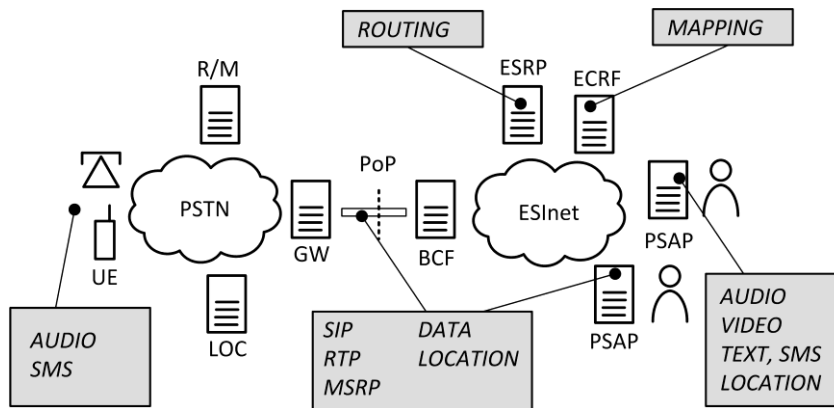 ROUTING
MAPPING
R/M
ESRP
ECRF
PoP
PSTN
ESInet
GW
BCF
PSAP
UE
LOC
PSAP
AUDIO
SMS
SIP DATA
RTP LOCATION
MSRP
AUDIO
VIDEO
TEXT, SMS
LOCATION